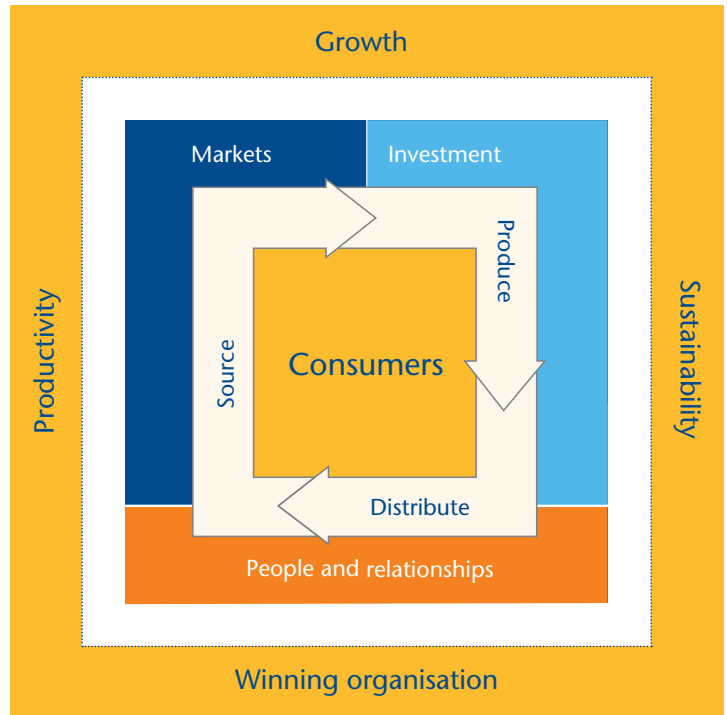 Growth
Markets
Investment
Produce
Productivity
Source
Consumers
Sustainability
Distribute
People and relationships
Winning organisation